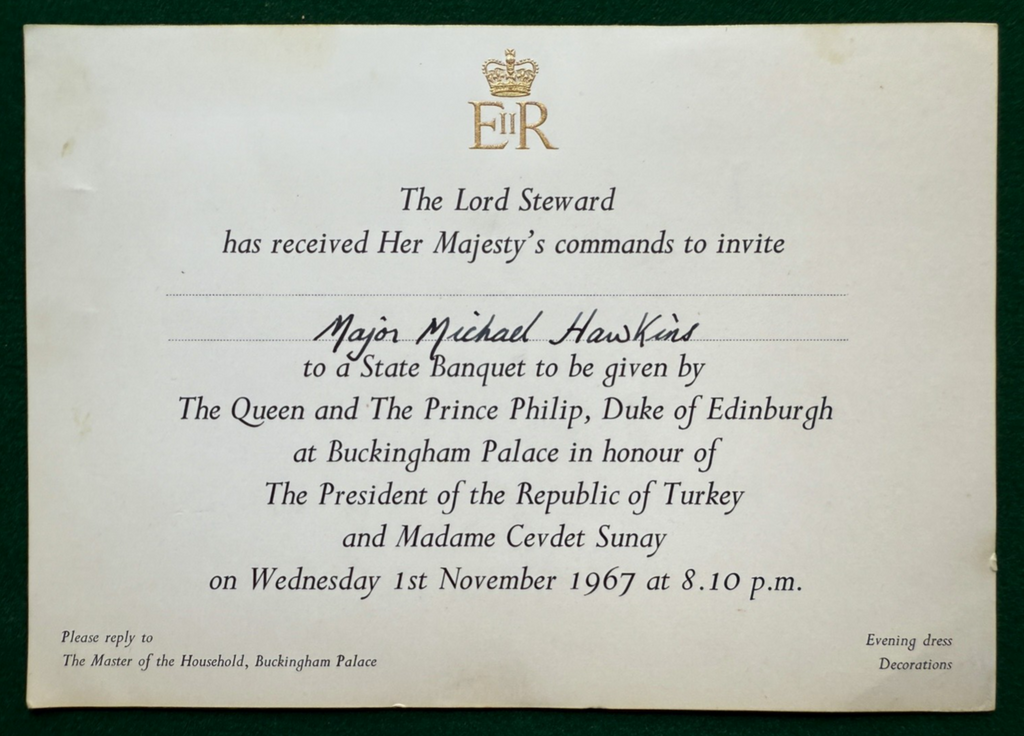 EIIR
The Lord Steward
has received Her Majesty's commands to invite
Major Michael Hawkins
to a State Banquet to be given by
The Queen and The Prince Philip, Duke of Edinburgh
at Buckingham Palace in honour of
The President of the Republic of Turkey
and Madame Cevdet Sunay
on Wednesday 1st November 1967 at 8.10 p.m.
Please reply to
The Master of the Household, Buckingham Palace
Evening dress
Decorations